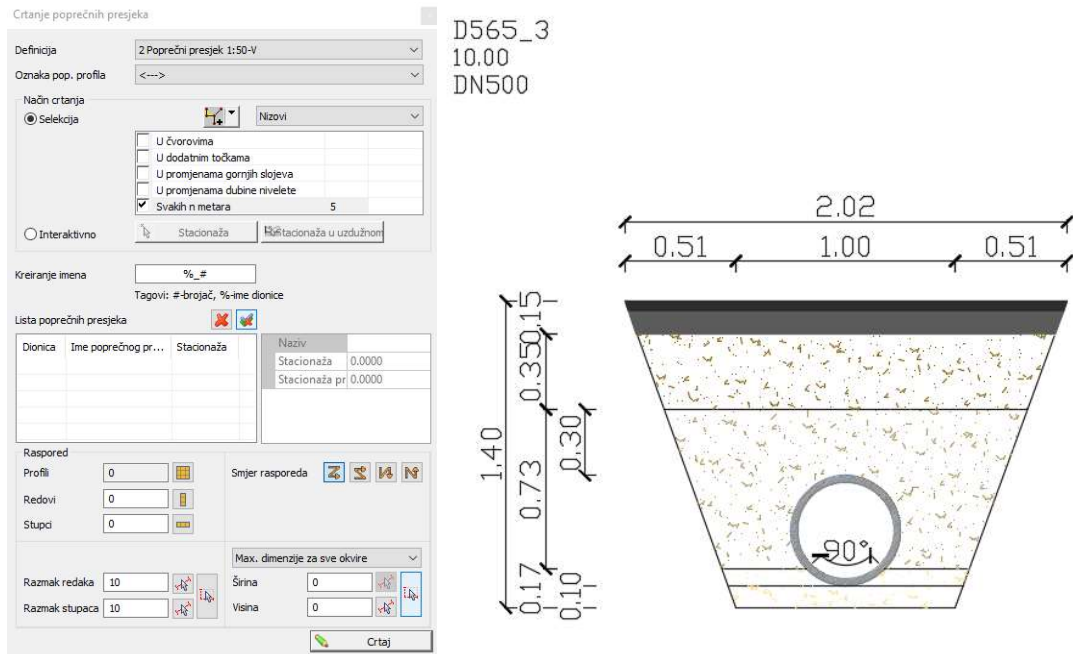 Crtanje poprečnih presjeka
Definicija
2 Poprečni presjek 1:50-V
Oznaka pop. profila
<--->
Način crtanja
Selekcija
Nizovi
U čvorovima
U dodatnim točkama
U promjenama gornjih slojeva
U promjenama dubine nivelete
Svakih n metara 5
Interaktivno
Stacionaža
Stacionaža u uzdužnom
Kreiranje imena
%_#
Tagovi: #-brojač, %-ime dionice
Lista poprečnih presjeka
Dionica Ime poprečnog pr... Stacionaža
Naziv
Stacionaža 0.0000
Stacionaža pr 0.0000
Raspored
Profili 0
Smjer rasporeda
Redovi 0
Stupci 0
Max. dimenzije za sve okvire
Razmak redaka 10
Širina 0
Razmak stupaca 10
Visina 0
Crtaj
D565_3
10.00
DN500
2.02
0.51 1.00 0.51
0.15
0.35
0.30
1.40
0.73
90°
0.17
0.10